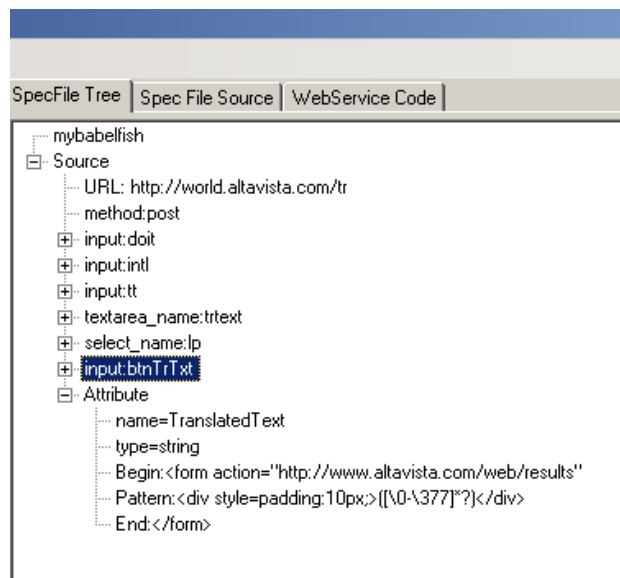 SpecFile Tree Spec File Source WebService Code
mybabelfish
Source
URL: http://world.altavista.com/tr
method:post
input:doit
input:intl
input:tt
textarea_name:trtext
select_name:lp
input:btnTrTxt
Attribute
name=TranslatedText
type=string
Begin:<form action="http://www.altavista.com/web/results"
Pattern:<div style=padding:10px;>([\0-\377]*?)</div>
End:</form>